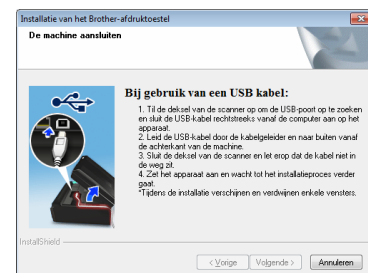 Installatie van het Brother-afdruktoestel
De machine aansluiten
Bij gebruik van een USB kabel:
1. Til de deksel van de scanner op om de USB-port op te zoeken
en sluit de USB-kabel rechtstreeks vanaf de computer aan op het
apparaat.
2. Leid de USB-kabel door de kabelgeleider en naar buiten vanaf
de achterkant van de machine.
3. Sluit de deksel van de scanner en let erop dat de kabel niet in
de weg zit.
4. Zet het apparaat aan en wacht tot het installatieproces verder
gaat.
*Tijdens de installatie verschijnen en verdwijnen enkele vensters.
InstallShield
< Vorige
Volgende >
Annuleren